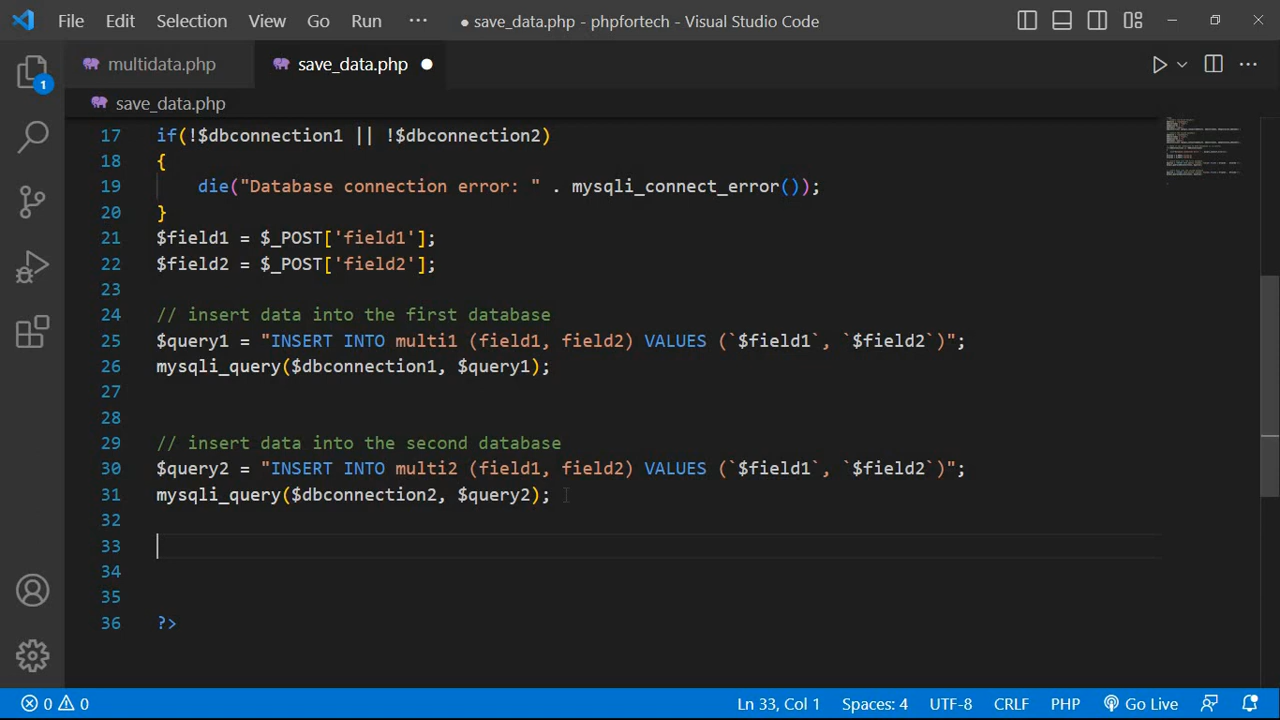 File Edit Selection View Go Run ··· ● save_data.php - phpfortech - Visual Studio Code
multidata.php save_data.php ●
save_data.php
1
17 if(!$dbconnection1 || !$dbconnection2)
18 {
19 die("Database connection error: " . mysqli_connect_error());
20 }
21 $field1 = $_POST['field1'];
22 $field2 = $_POST['field2'];
23
24 // insert data into the first database
25 $query1 = "INSERT INTO multi1 (field1, field2) VALUES (`$field1`, `$field2`)";
26 mysqli_query($dbconnection1, $query1);
27
28
29 // insert data into the second database
30 $query2 = "INSERT INTO multi2 (field1, field2) VALUES (`$field1`, `$field2`)";
31 mysqli_query($dbconnection2, $query2);
32
33
34
35
36 ?>
0 0 Ln 33, Col 1 Spaces: 4 UTF-8 CRLF PHP Go Live